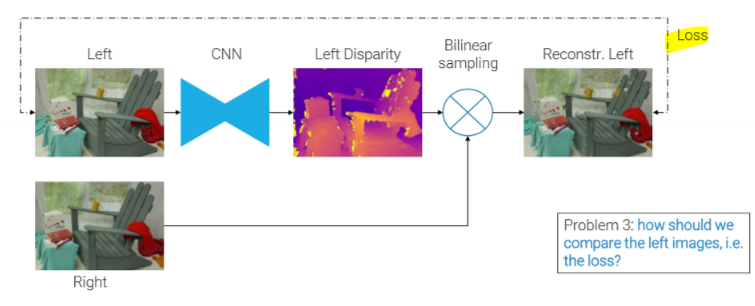 Loss
Left
CNN
Left Disparity
Bilinear
sampling
Reconstr. Left
Right
Problem 3: how should we
compare the left images, i.e.
the loss?